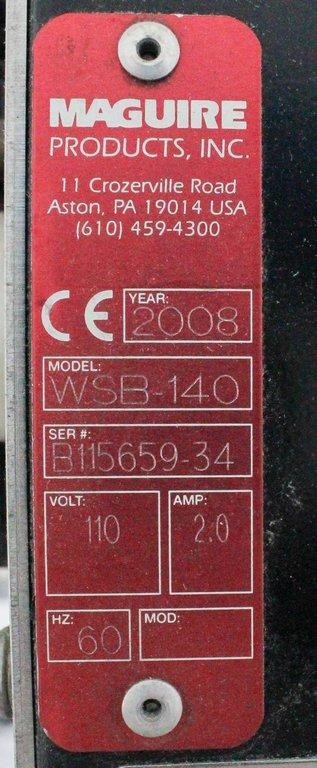 MAGUIRE
PRODUCTS, INC.
11 Crozerville Road
Aston, PA 19014 USA
(610) 459-4300
CE YEAR: 2008
MODEL:
WSB-140
SER #:
B115659-34
VOLT: AMP:
110 2.0
HZ: 60 MOD: